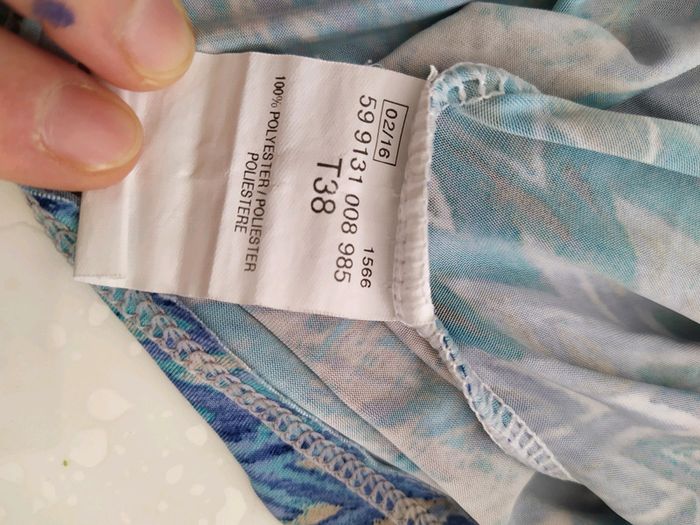 02/16
1566
59 9131 008 985
T38
100% POLYESTER / POLIESTER
POLIESTERE